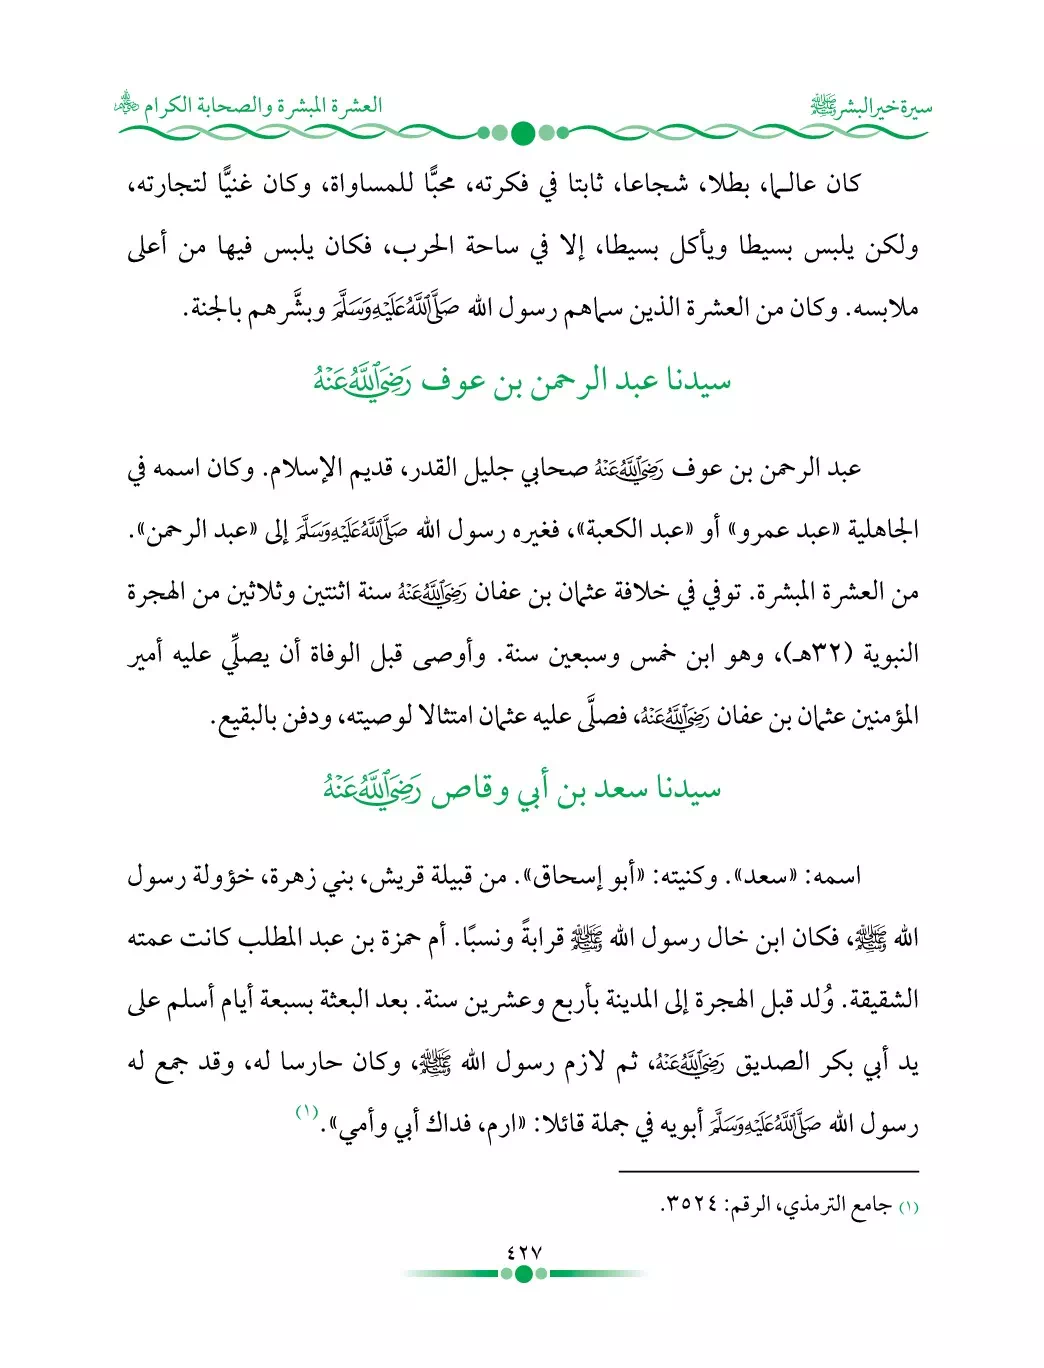 سيرة خير البشر ﷺ
العشرة المبشرة والصحابة الكرام رضي الله عنهم
كان عالـما، بطلا، شجاعا، ثابتا في فكرته، محبًّا للمساواة، وكان غنيًّا لتجارته،
ولكن يلبس بسيطا ويأكل بسيطا، إلا في ساحة الحرب، فكان يلبس فيها من أعلى
ملابسه. وكان من العشرة الذين سماهم رسول الله صَلَّى اللَّهُ عَلَيْهِ وَسَلَّمَ وبشَّرهم بالجنة.
سيدنا عبد الرحمن بن عوف رَضِيَ اللَّهُ عَنْهُ
عبد الرحمن بن عوف رَضِيَ اللَّهُ عَنْهُ صحابي جليل القدر، قديم الإسلام. وكان اسمه في
الجاهلية «عبد عمرو» أو «عبد الكعبة»، فغيره رسول الله صَلَّى اللَّهُ عَلَيْهِ وَسَلَّمَ إلى «عبد الرحمن».
من العشرة المبشرة. توفي في خلافة عثمان بن عفان رَضِيَ اللَّهُ عَنْهُ سنة اثنتين وثلاثين من الهجرة
النبوية (٣٢هـ)، وهو ابن خمس وسبعين سنة. وأوصى قبل الوفاة أن يصلِّي عليه أمير
المؤمنين عثمان بن عفان رَضِيَ اللَّهُ عَنْهُ، فصلَّى عليه عثمان امتثالا لوصيته، ودفن بالبقيع.
سيدنا سعد بن أبي وقاص رَضِيَ اللَّهُ عَنْهُ
اسمه: «سعد». وكنيته: «أبو إسحاق». من قبيلة قريش، بني زهرة، خؤولة رسول
الله ﷺ، فكان ابن خال رسول الله ﷺ قرابةً ونسبًا. أم حمزة بن عبد المطلب كانت عمته
الشقيقة. وُلد قبل الهجرة إلى المدينة بأربع وعشرين سنة. بعد البعثة بسبعة أيام أسلم على
يد أبي بكر الصديق رَضِيَ اللَّهُ عَنْهُ، ثم لازم رسول الله ﷺ، وكان حارسا له، وقد جمع له
رسول الله صَلَّى اللَّهُ عَلَيْهِ وَسَلَّمَ أبويه في جملة قائلا: «ارم، فداك أبي وأمي».(١)
(١) جامع الترمذي، الرقم: ٣٥٢٤.
٤٢٧